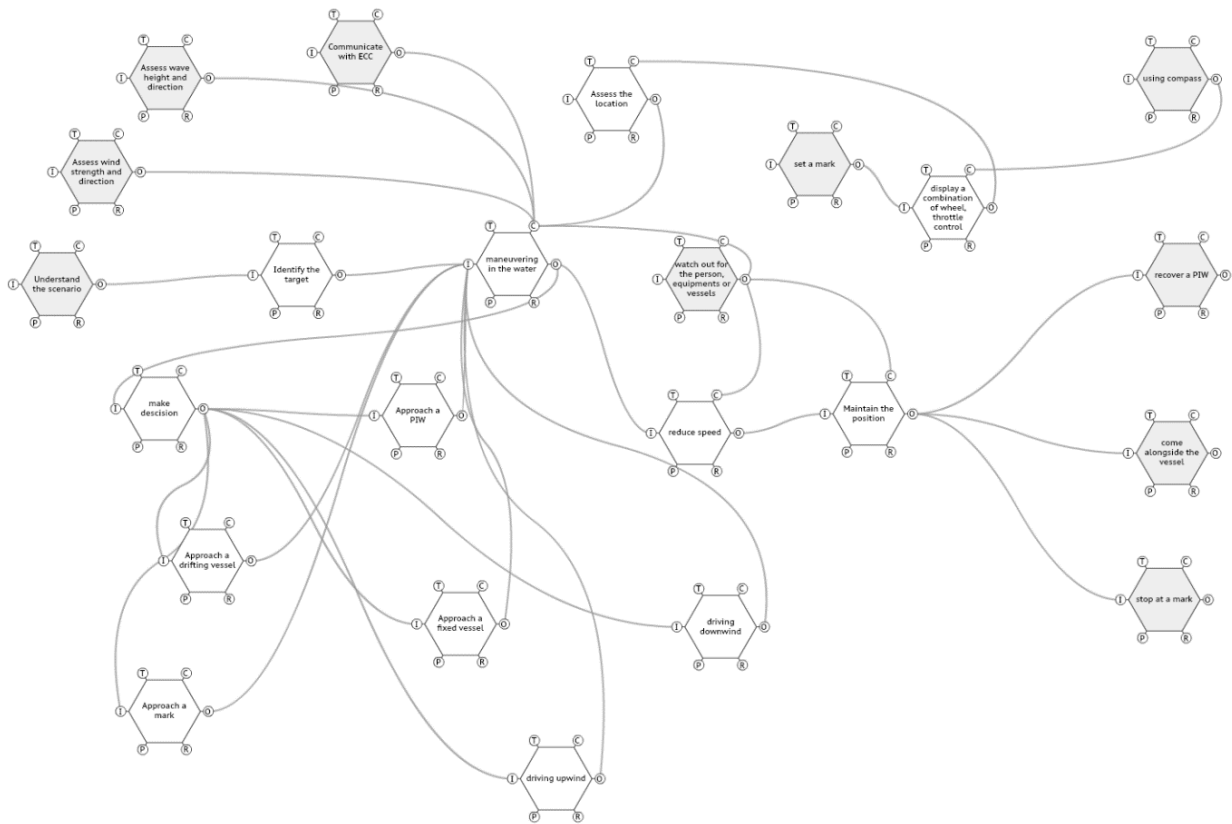 T C
I Communicate
with ECC O
P R
T C
I Assess wave
height and
direction O
P R
T C
I Assess the
location O
P R
T C
I using compass O
P R
T C
I Assess wind
strength and
direction O
P R
T C
I set a mark O
P R
T C
I display a
combination
of wheel,
throttle
control O
P R
T C
I Understand
the scenario O
P R
T C
I Identify the
target O
P R
T C
I maneuvering
in the water O
P R
T C
I watch out for
the person,
equipments or
vessels O
P R
T C
I recover a PIW O
P R
T C
I make
descision O
P R
T C
I Approach a
PIW O
P R
T C
I reduce speed O
P R
T C
I Maintain the
position O
P R
T C
I come
alongside the
vessel O
P R
T C
I Approach a
drifting vessel O
P R
T C
I Approach a
fixed vessel O
P R
T C
I driving
downwind O
P R
T C
I stop at a mark O
P R
T C
I Approach a
mark O
P R
T C
I driving upwind O
P R